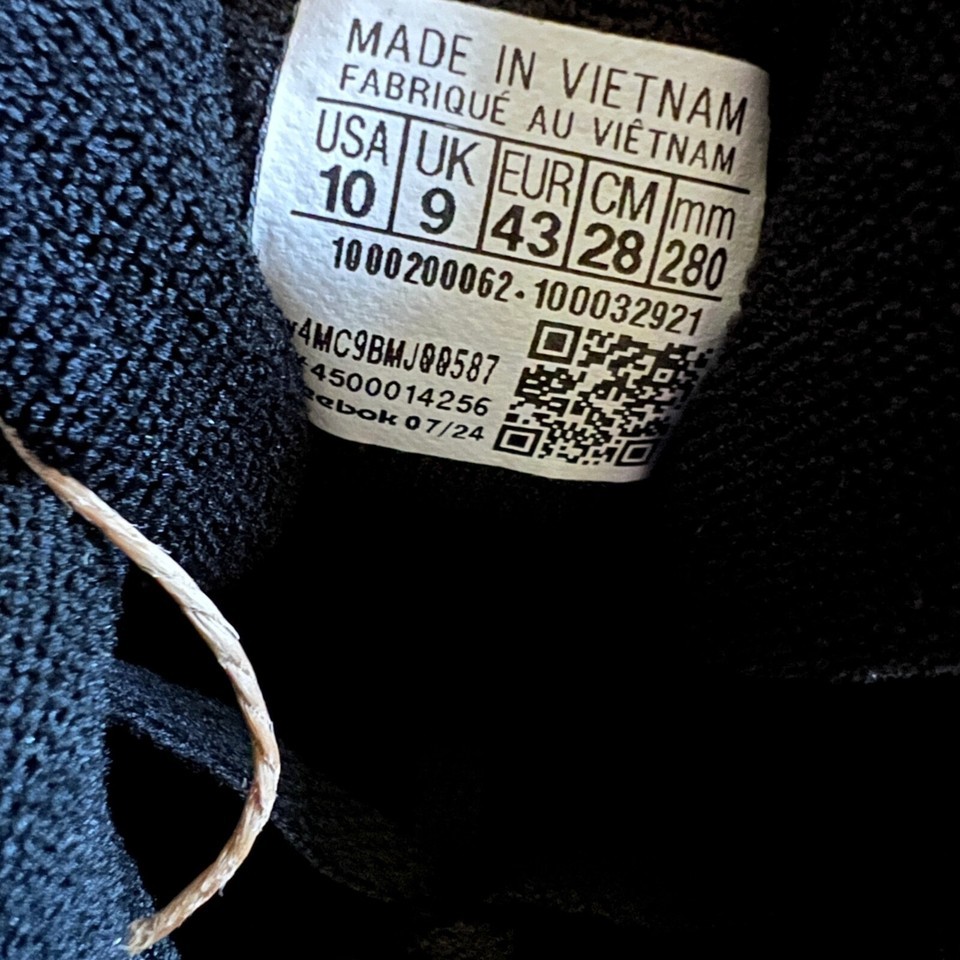 MADE IN VIETNAM
FABRIQUÉ AU VIÊTNAM
USA UK EUR CM mm
10 9 43 28 280
1000200062·100032921
4MC9BMJ00587
4500014256
07/24